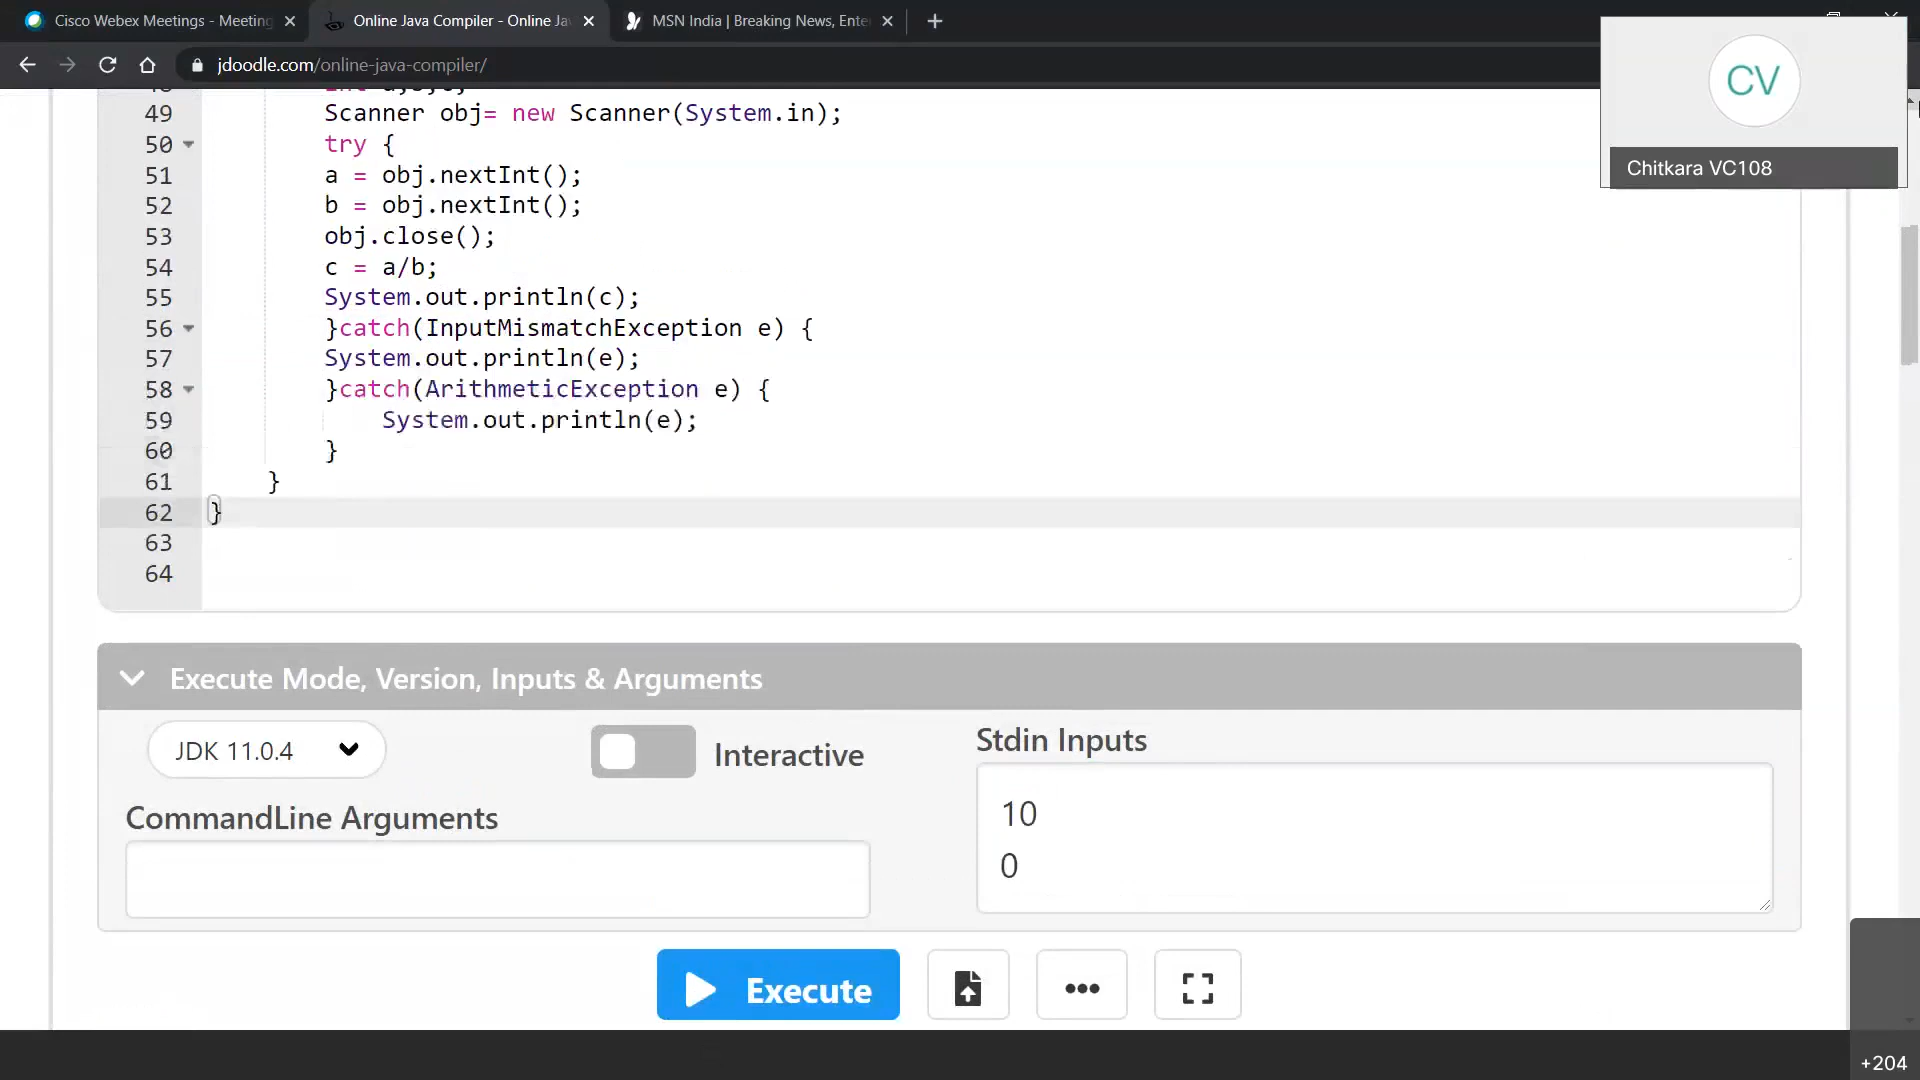 Cisco Webex Meetings - Meeting
Online Java Compiler - Online Ja
MSN India | Breaking News, Ente
jdoodle.com/online-java-compiler/
CV
Chitkara VC108
49 Scanner obj= new Scanner(System.in);
50 try {
51 a = obj.nextInt();
52 b = obj.nextInt();
53 obj.close();
54 c = a/b;
55 System.out.println(c);
56 }catch(InputMismatchException e) {
57 System.out.println(e);
58 }catch(ArithmeticException e) {
59 System.out.println(e);
60 }
61 }
62 }
63
64
Execute Mode, Version, Inputs & Arguments
JDK 11.0.4
Interactive
Stdin Inputs
10
0
CommandLine Arguments
Execute
+204